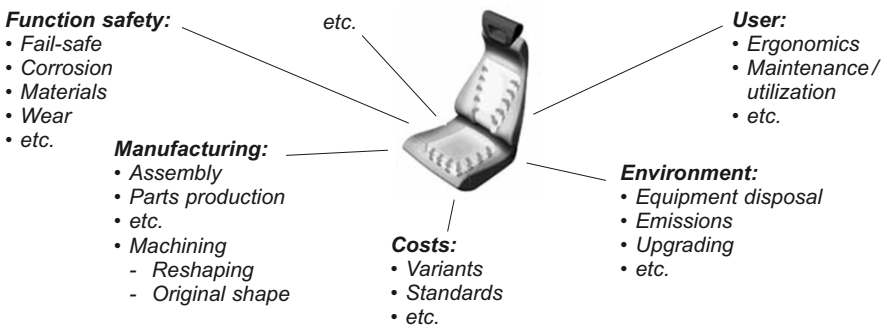 Function safety:
• Fail-safe
• Corrosion
• Materials
• Wear
• etc.
etc.
User:
• Ergonomics
• Maintenance/
utilization
• etc.
Manufacturing:
• Assembly
• Parts production
• etc.
• Machining
- Reshaping
- Original shape
Costs:
• Variants
• Standards
• etc.
Environment:
• Equipment disposal
• Emissions
• Upgrading
• etc.